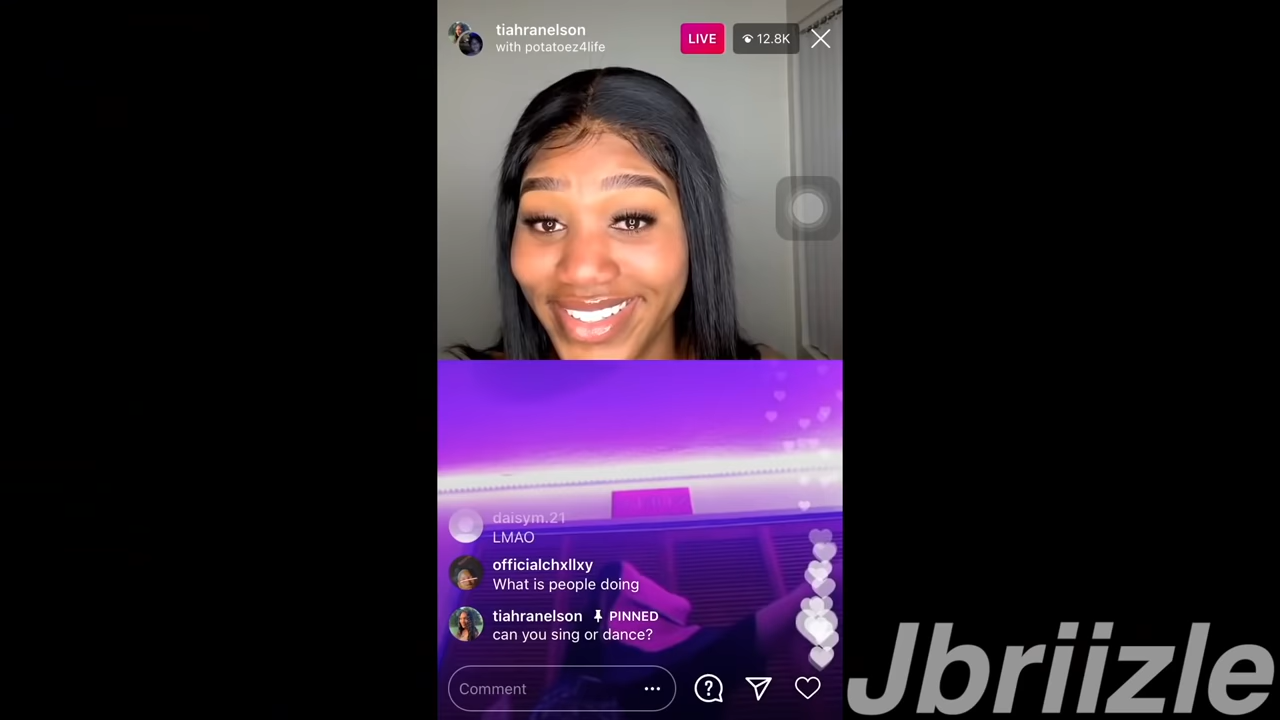 tiahranelson
with potatoez4life
LIVE
12.8K
daisym.21
LMAO
officialchxllxy
What is people doing
tiahranelson PINNED
can you sing or dance?
Comment
Jbriizle